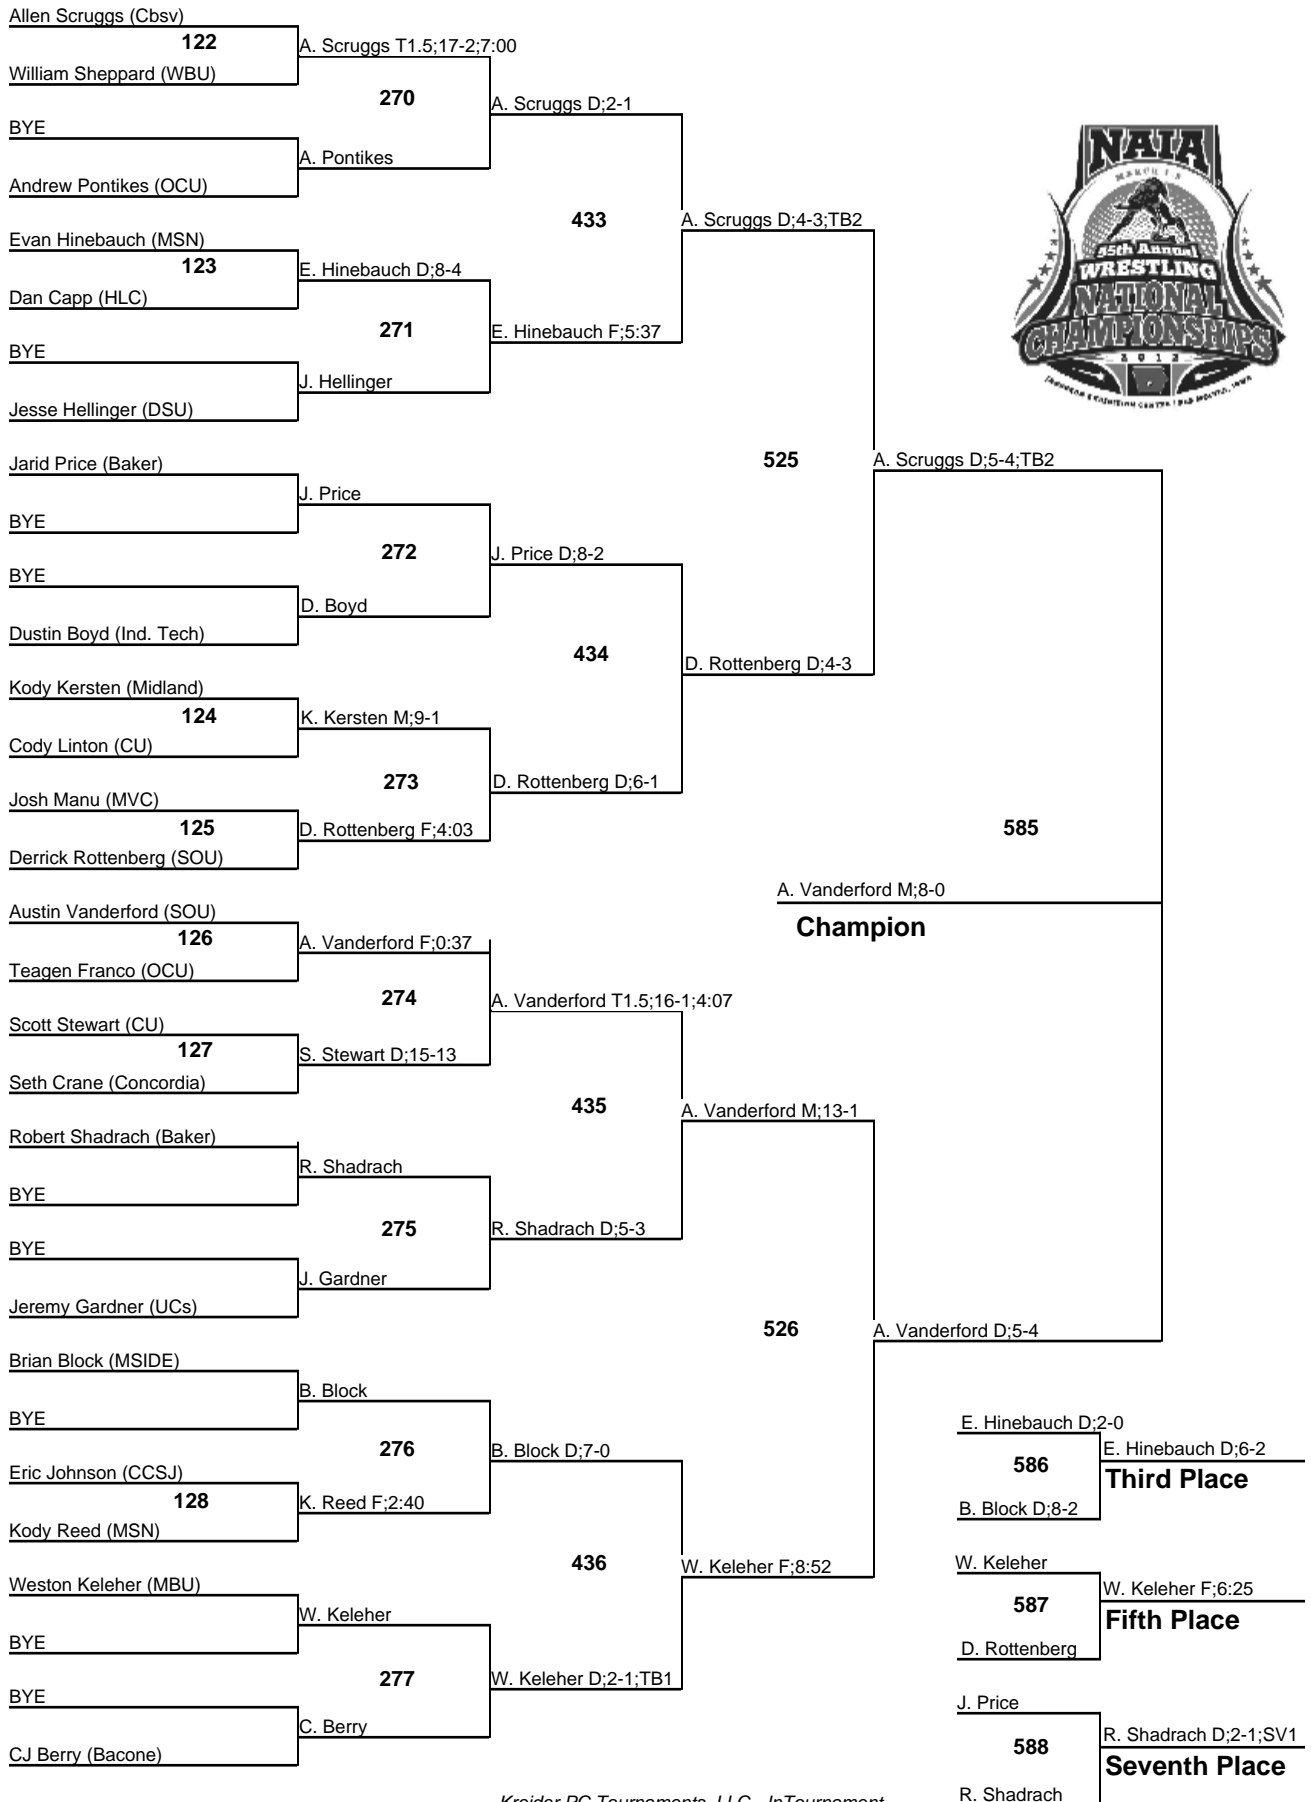 Allen Scruggs (Cbsv)
122
William Sheppard (WBU)
A. Scruggs T1.5;17-2;7:00
270
BYE
Andrew Pontikes (OCU)
A. Pontikes
A. Scruggs D;2-1
433
Evan Hinebauch (MSN)
123
Dan Capp (HLC)
E. Hinebauch D;8-4
271
BYE
Jesse Hellinger (DSU)
J. Hellinger
E. Hinebauch F;5:37
A. Scruggs D;4-3;TB2
525
Jarid Price (Baker)
BYE
J. Price
272
BYE
Dustin Boyd (Ind. Tech)
D. Boyd
J. Price D;8-2
434
Kody Kersten (Midland)
124
Cody Linton (CU)
K. Kersten M;9-1
273
Josh Manu (MVC)
125
Derrick Rottenberg (SOU)
D. Rottenberg F;4:03
D. Rottenberg D;6-1
D. Rottenberg D;4-3
A. Scruggs D;5-4;TB2
585
A. Vanderford M;8-0
Champion
Austin Vanderford (SOU)
126
Teagen Franco (OCU)
A. Vanderford F;0:37
274
Scott Stewart (CU)
127
Seth Crane (Concordia)
S. Stewart D;15-13
A. Vanderford T1.5;16-1;4:07
435
Robert Shadrach (Baker)
BYE
R. Shadrach
275
BYE
Jeremy Gardner (UCs)
J. Gardner
R. Shadrach D;5-3
A. Vanderford M;13-1
526
Brian Block (MSIDE)
BYE
B. Block
276
Eric Johnson (CCSJ)
128
Kody Reed (MSN)
K. Reed F;2:40
B. Block D;7-0
436
Weston Keleher (MBU)
BYE
W. Keleher
277
BYE
CJ Berry (Bacone)
C. Berry
W. Keleher D;2-1;TB1
W. Keleher F;8:52
A. Vanderford D;5-4
E. Hinebauch D;2-0
586
B. Block D;8-2
E. Hinebauch D;6-2
Third Place
W. Keleher
587
D. Rottenberg
W. Keleher F;6:25
Fifth Place
J. Price
588
R. Shadrach
R. Shadrach D;2-1;SV1
Seventh Place
NAIA
55th Annual
WRESTLING
NATIONAL
CHAMPIONSHIPS
2012